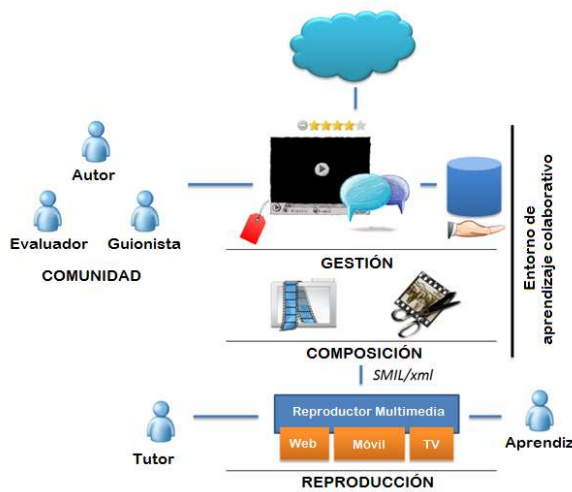 Autor
Evaluador
Guionista
COMUNIDAD
GESTIÓN
COMPOSICIÓN
Entorno de
aprendizaje colaborativo
SMIL/xml
Reproductor Multimedia
Web
Móvil
TV
Tutor
Aprendiz
REPRODUCCIÓN